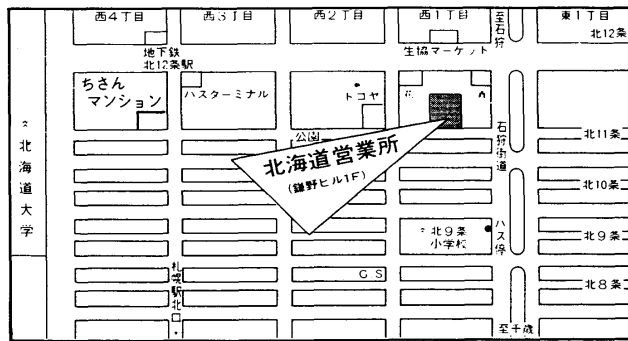 西4丁目
西3丁目
西2丁目
西1丁目
至石狩
東1丁目
北12条
地下鉄
北12条駅
生協マーケット
ちさん
マンション
バスターミナル
トコヤ
公園
北海道営業所
(鎌野ビル1F)
石狩街道
北11条
北10条
北海道大学
北9条
小学校
バス停
北9条
札幌駅北口
GS
北8条
至千歳